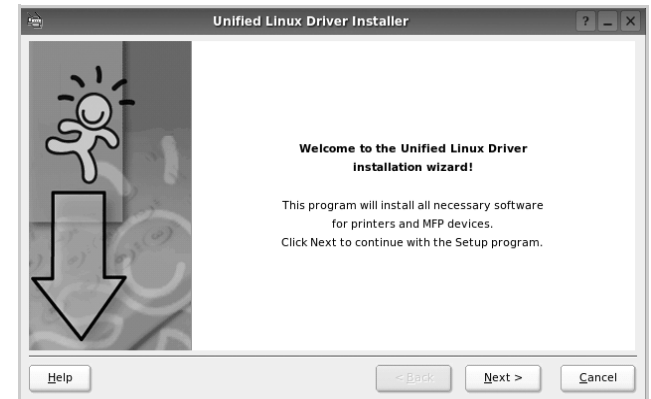 Unified Linux Driver Installer
Welcome to the Unified Linux Driver
installation wizard!
This program will install all necessary software
for printers and MFP devices.
Click Next to continue with the Setup program.
Help
< Back
Next >
Cancel